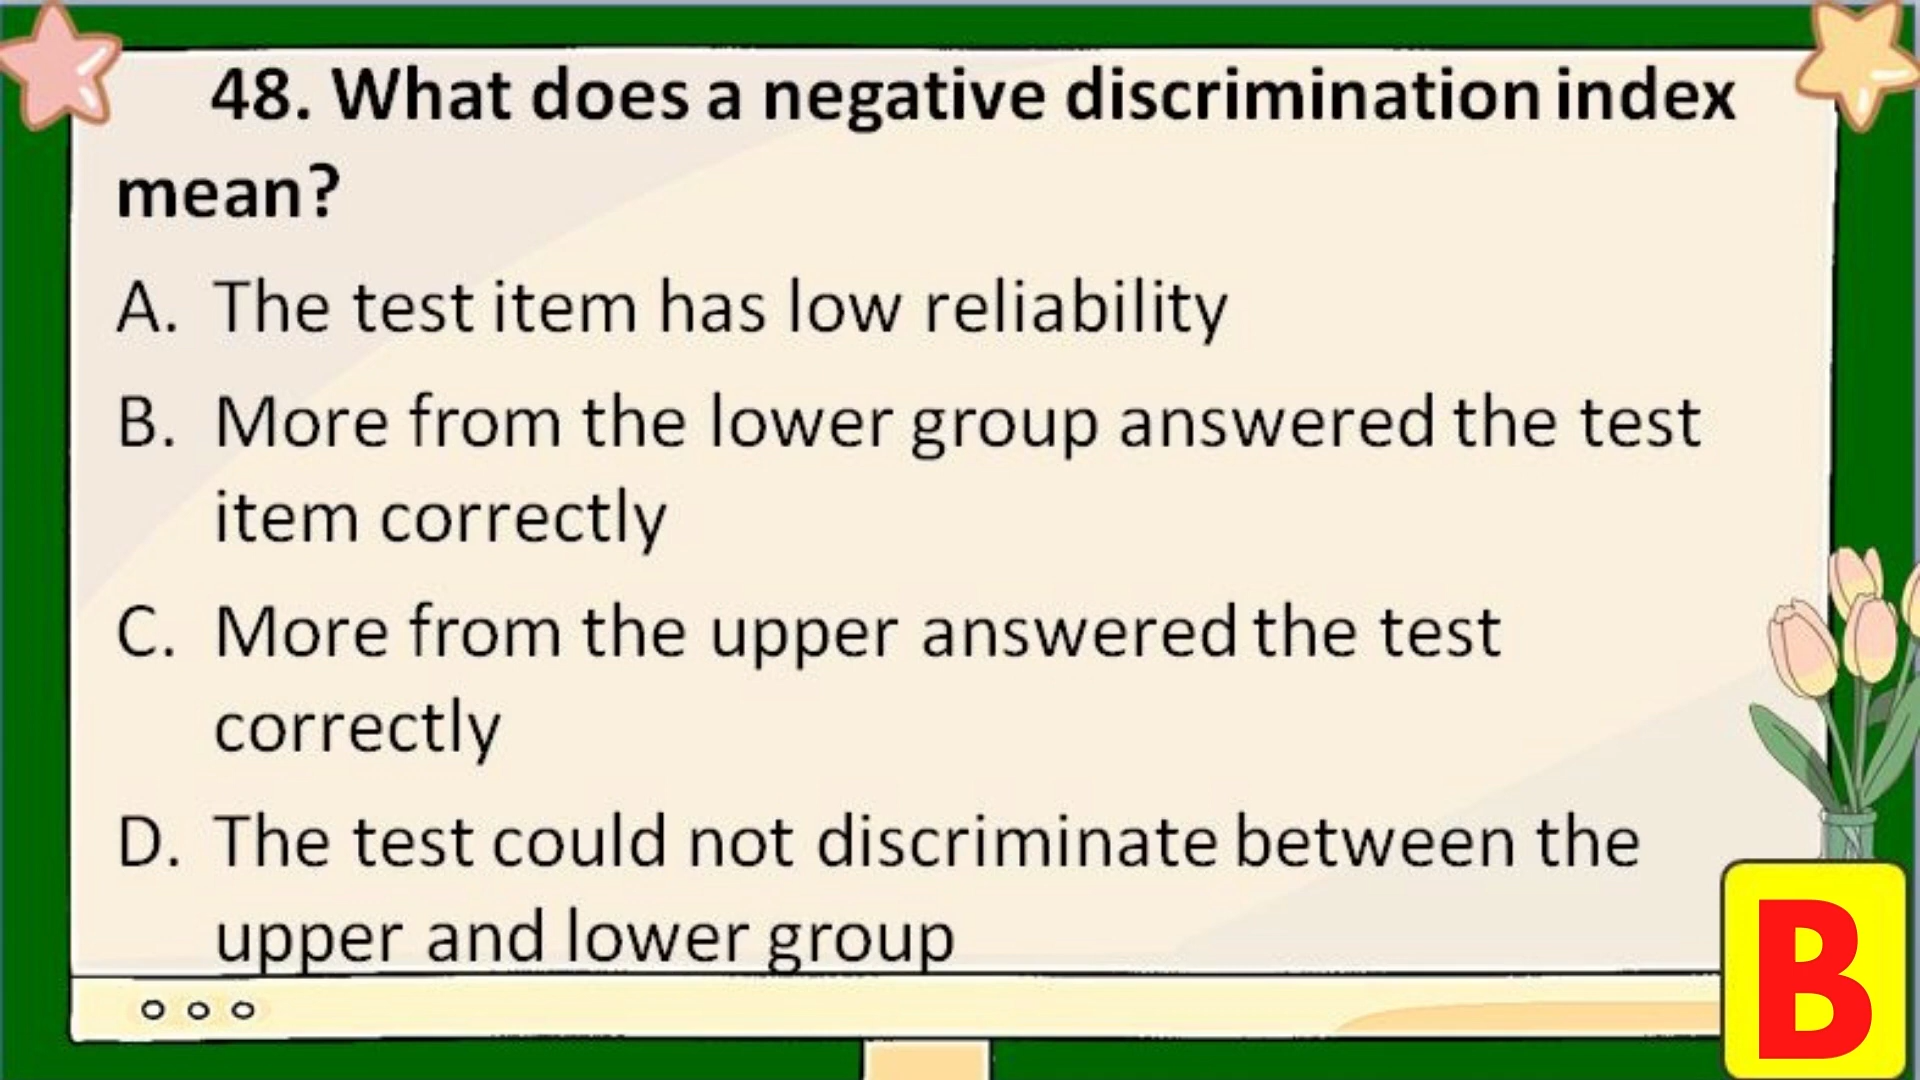 48. What does a negative discrimination index
mean?
A. The test item has low reliability
B. More from the lower group answered the test
item correctly
C. More from the upper answered the test
correctly
D. The test could not discriminate between the
upper and lower group
B